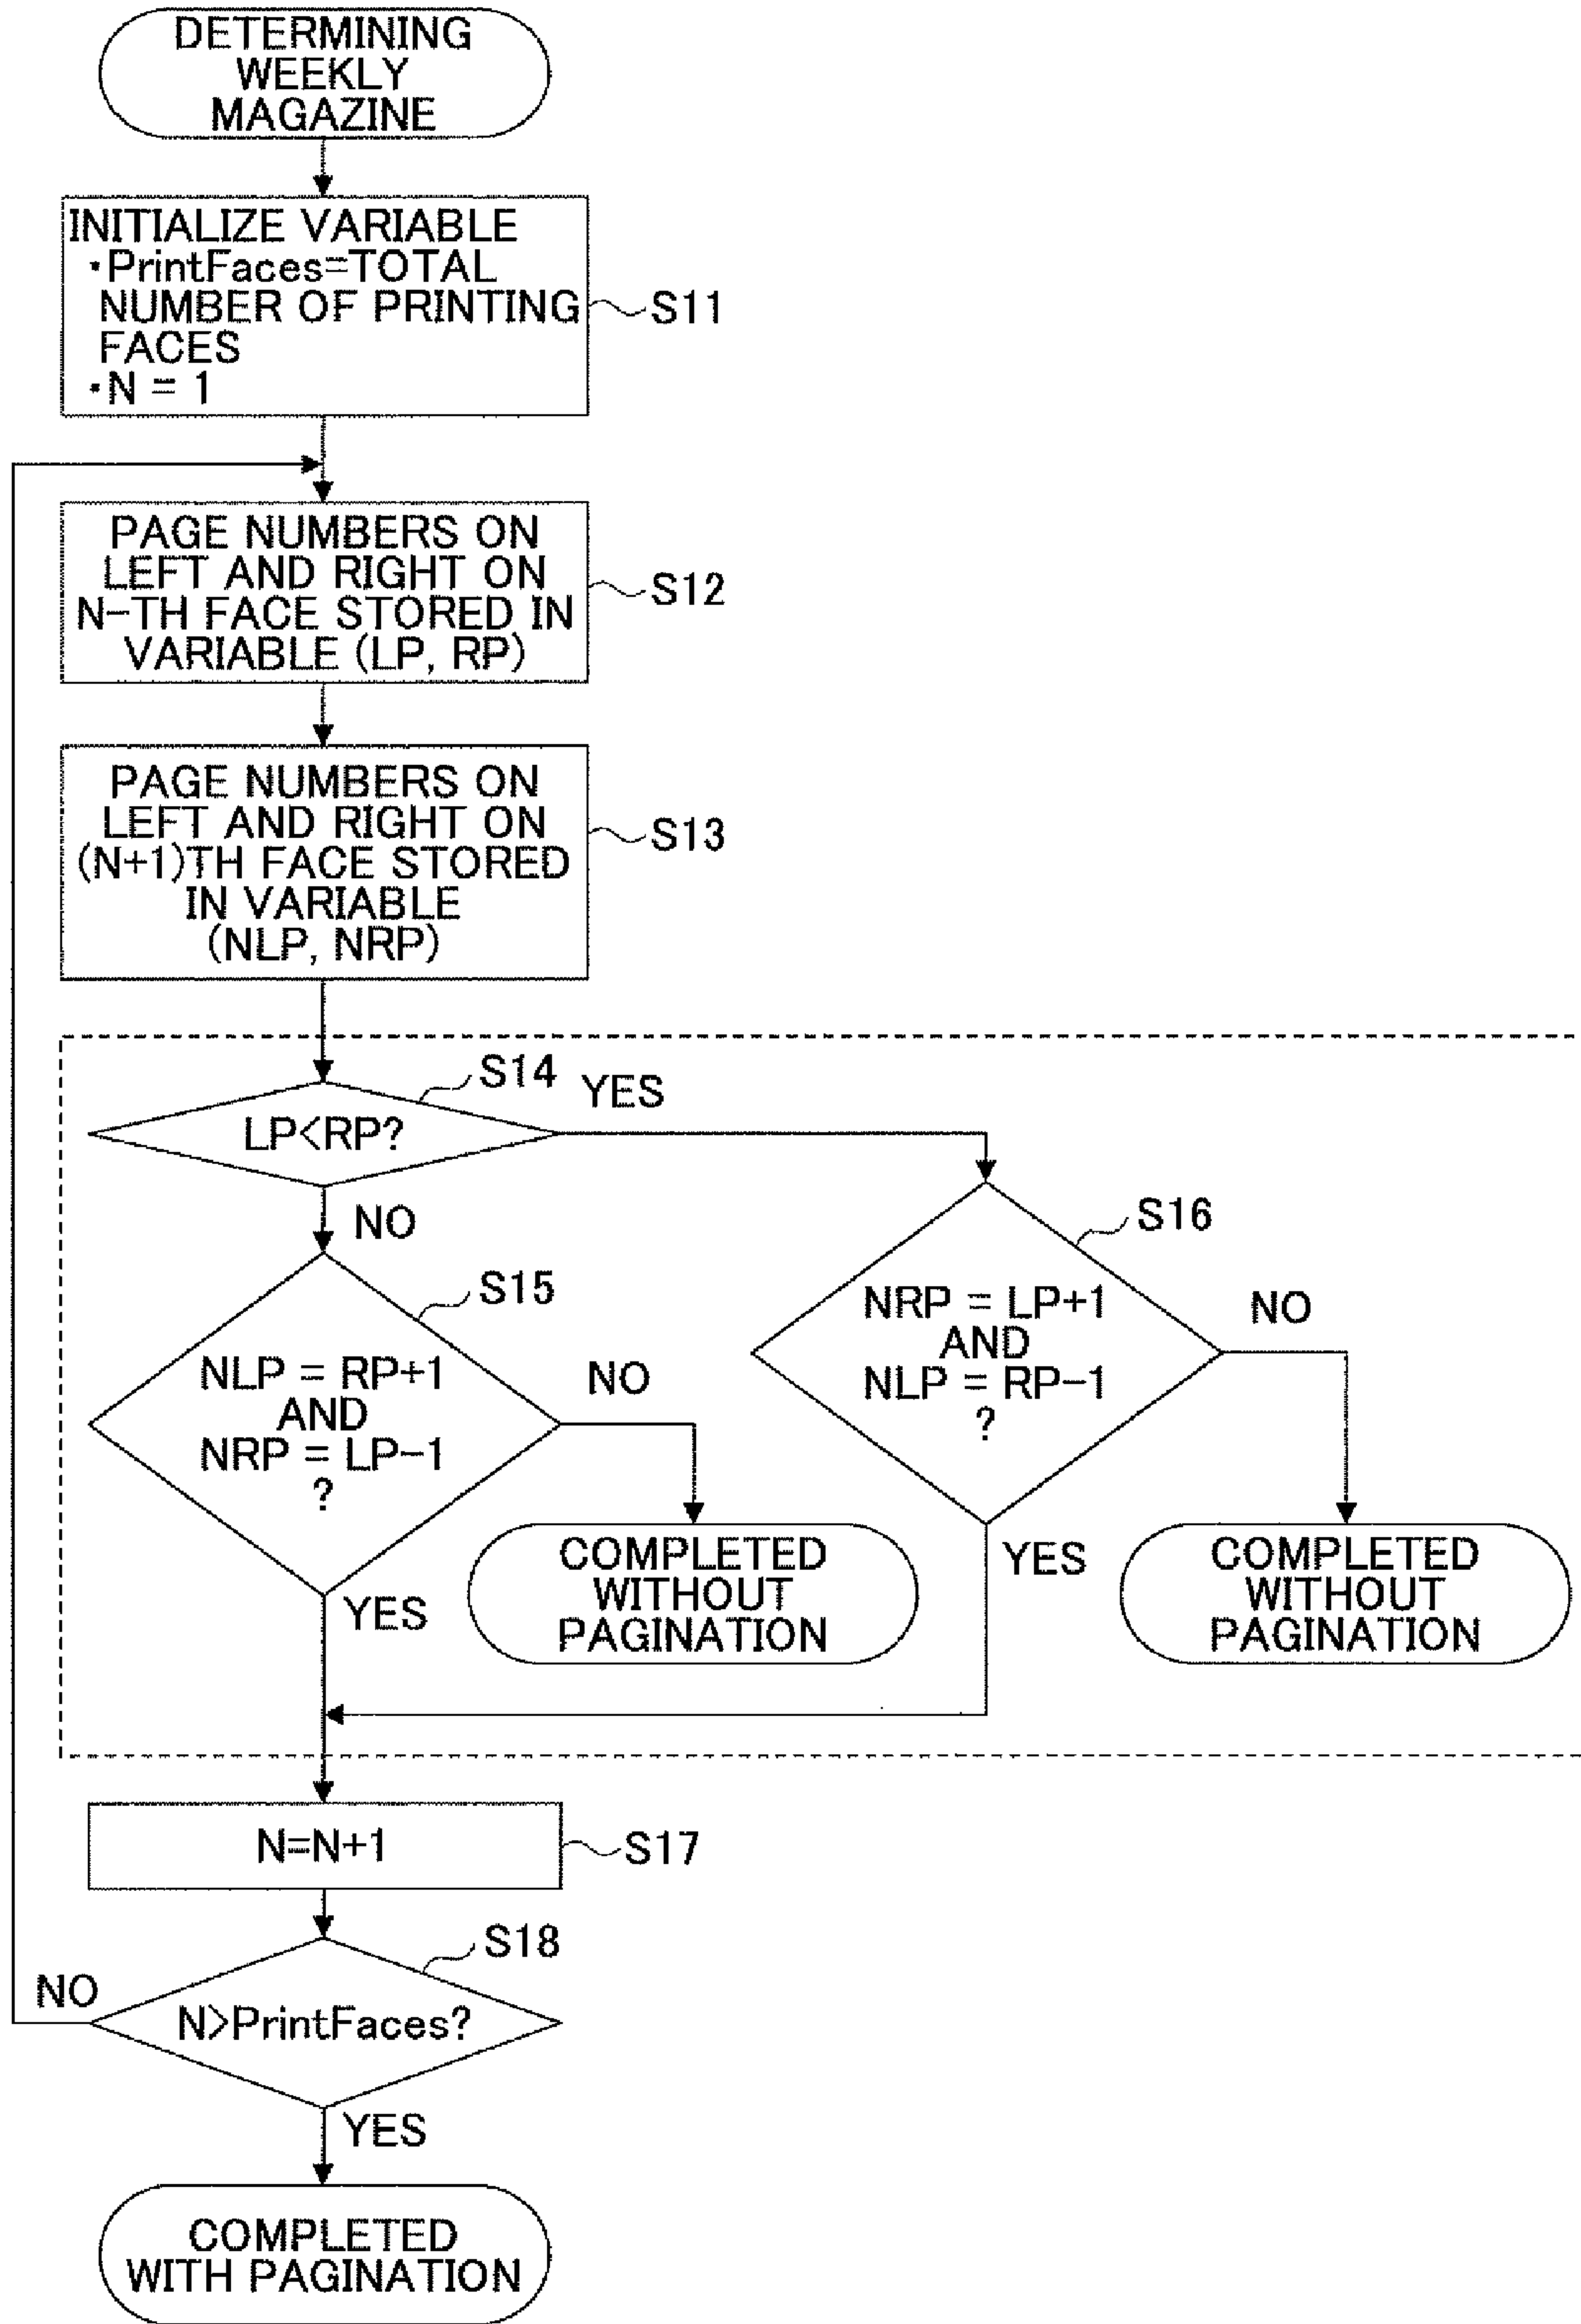 DETERMINING
WEEKLY
MAGAZINE
INITIALIZE VARIABLE
・PrintFaces=TOTAL
NUMBER OF PRINTING
FACES
・N = 1
S11
PAGE NUMBERS ON
LEFT AND RIGHT ON
N-TH FACE STORED IN
VARIABLE (LP, RP)
S12
PAGE NUMBERS ON
LEFT AND RIGHT ON
(N+1)TH FACE STORED
IN VARIABLE
(NLP, NRP)
S13
S14
LP<RP?
YES
NO
S15
NLP = RP+1
AND
NRP = LP-1
?
NO
YES
COMPLETED
WITHOUT
PAGINATION
S16
NRP = LP+1
AND
NLP = RP-1
?
NO
YES
COMPLETED
WITHOUT
PAGINATION
N=N+1
S17
S18
N>PrintFaces?
NO
YES
COMPLETED
WITH PAGINATION